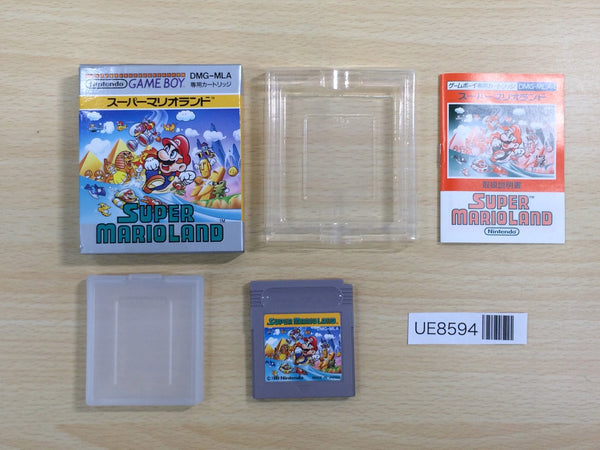 Nintendo GAME BOY
DMG-MLA
専用カートリッジ
スーパーマリオランド
SUPER
MARIOLAND
ゲームボーイ専用カートリッジ DMG-MLA
スーパーマリオランド
取扱説明書
SUPER
MARIOLAND
Nintendo
SUPER MARIOLAND
DMG-MLA
Nintendo
UE8594